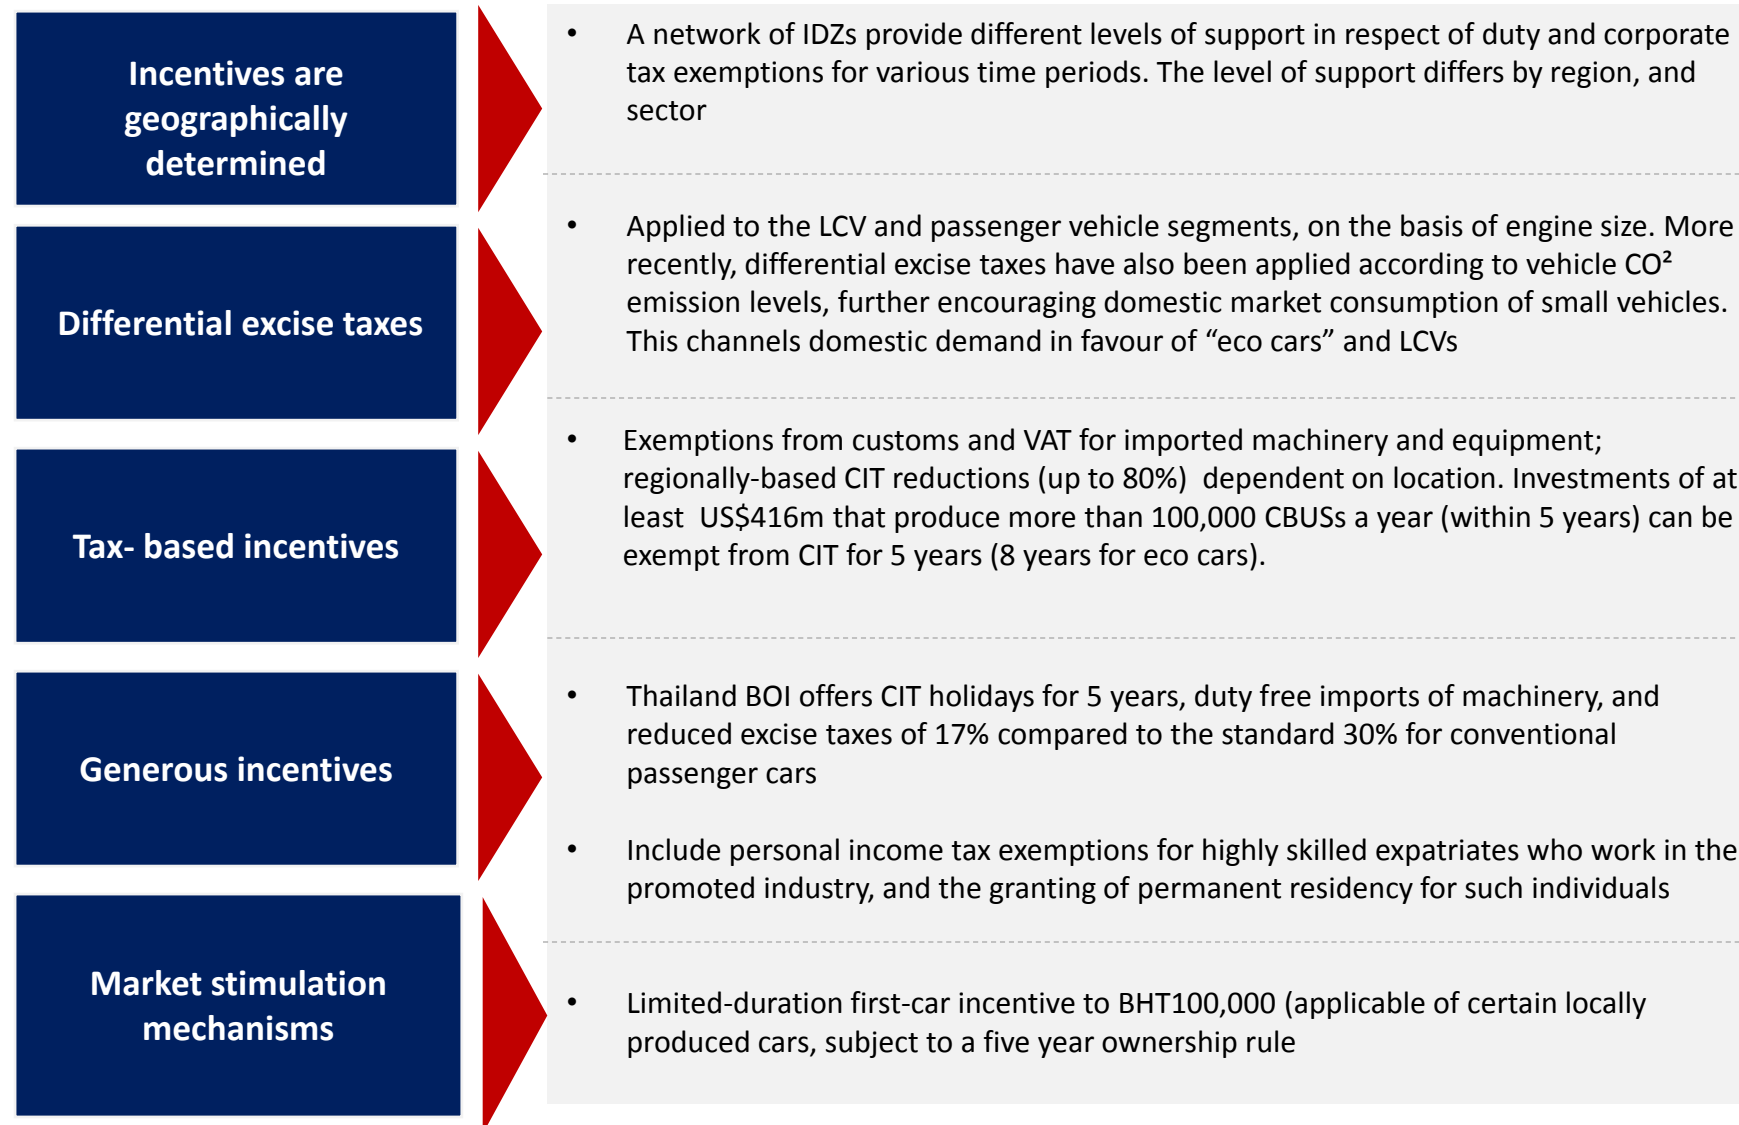 Incentives are
geographically
determined
• A network of IDZs provide different levels of support in respect of duty and corporate
tax exemptions for various time periods. The level of support differs by region, and
sector
Differential excise taxes
• Applied to the LCV and passenger vehicle segments, on the basis of engine size. More
recently, differential excise taxes have also been applied according to vehicle CO²
emission levels, further encouraging domestic market consumption of small vehicles.
This channels domestic demand in favour of “eco cars” and LCVs
Tax- based incentives
• Exemptions from customs and VAT for imported machinery and equipment;
regionally-based CIT reductions (up to 80%)  dependent on location. Investments of at
least  US$416m that produce more than 100,000 CBUSs a year (within 5 years) can be
exempt from CIT for 5 years (8 years for eco cars).
Generous incentives
• Thailand BOI offers CIT holidays for 5 years, duty free imports of machinery, and
reduced excise taxes of 17% compared to the standard 30% for conventional
passenger cars
• Include personal income tax exemptions for highly skilled expatriates who work in the
promoted industry, and the granting of permanent residency for such individuals
Market stimulation
mechanisms
• Limited-duration first-car incentive to BHT100,000 (applicable of certain locally
produced cars, subject to a five year ownership rule